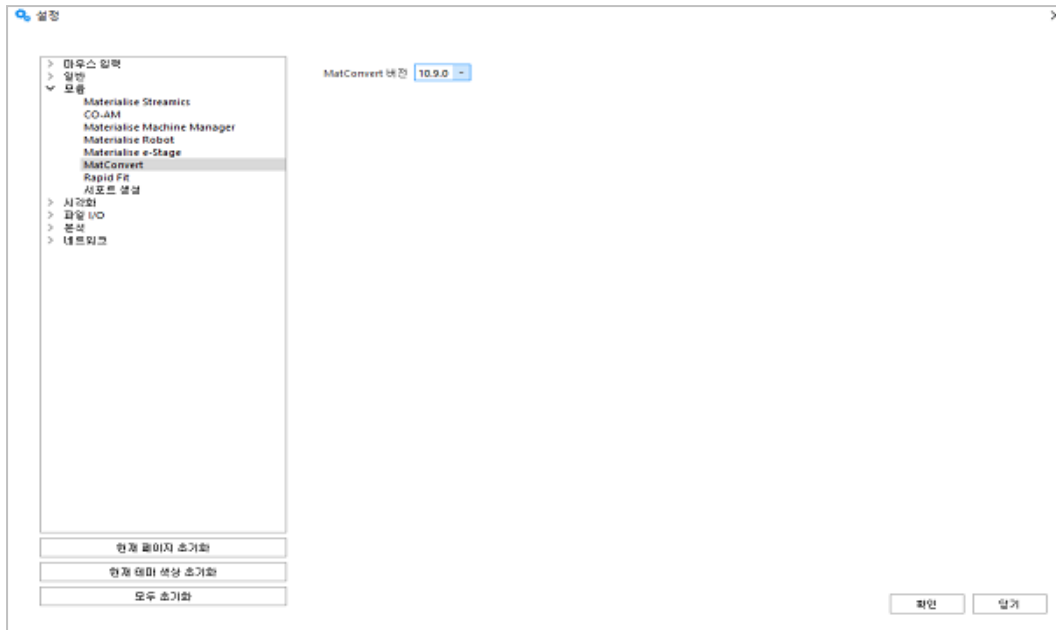 설정
마우스 입력
일반
모듈
Materialise Streamics
CO-AM
Materialise Machine Manager
Materialise Robot
Materialise e-Stage
MatConvert
Rapid Fit
서포트 생성
시각화
파일 I/O
분석
네트워크
MatConvert 버전 10.9.0
현재 페이지 초기화
현재 테마 색상 초기화
모두 초기화
확인 닫기